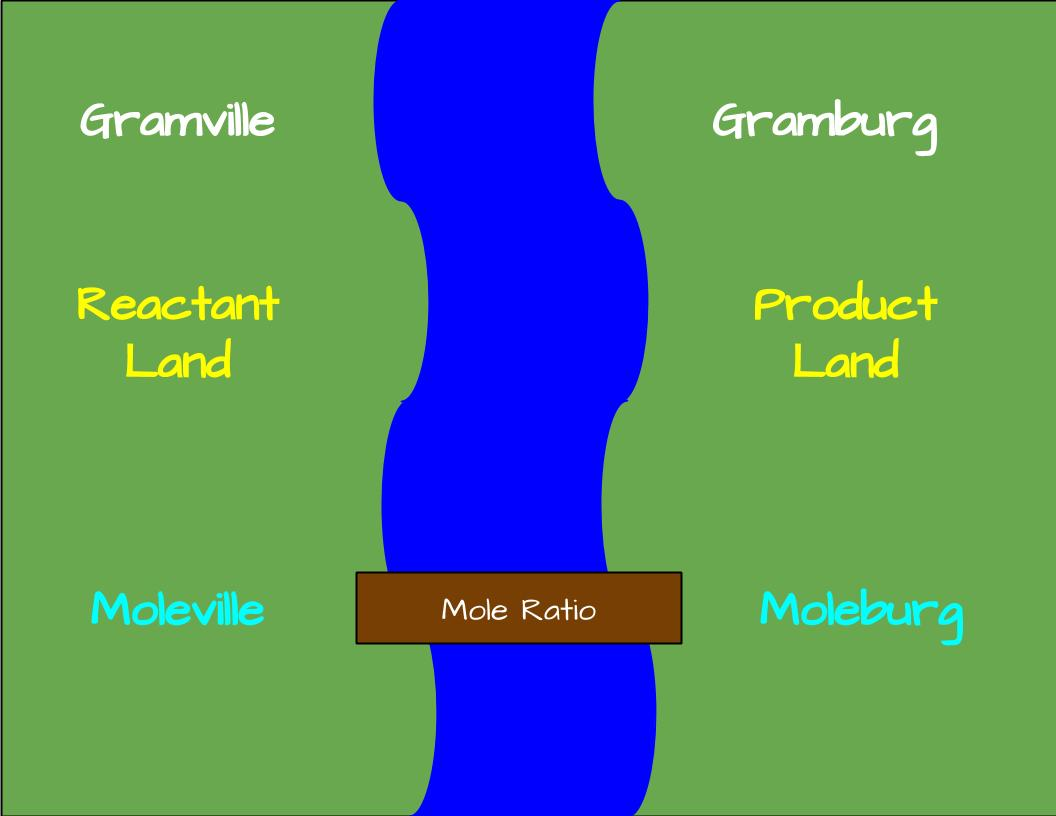 Gramville
Gramburg
Reactant
Land
Product
Land
Moleville
Mole Ratio
Moleburg